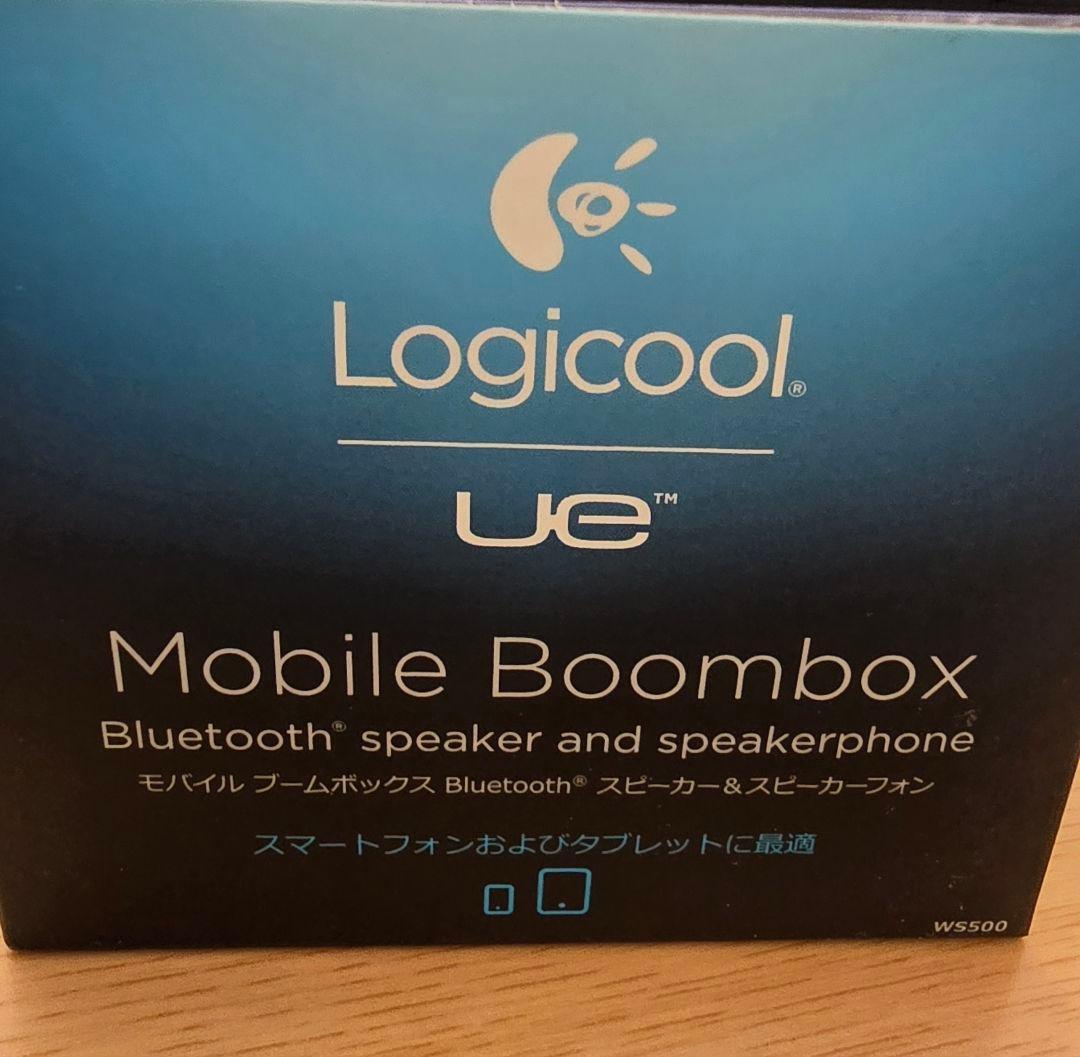 Logicool®
ue™
Mobile Boombox
Bluetooth® speaker and speakerphone
モバイル ブームボックス Bluetooth® スピーカー&スピーカーフォン
スマートフォンおよびタブレットに最適
WS500